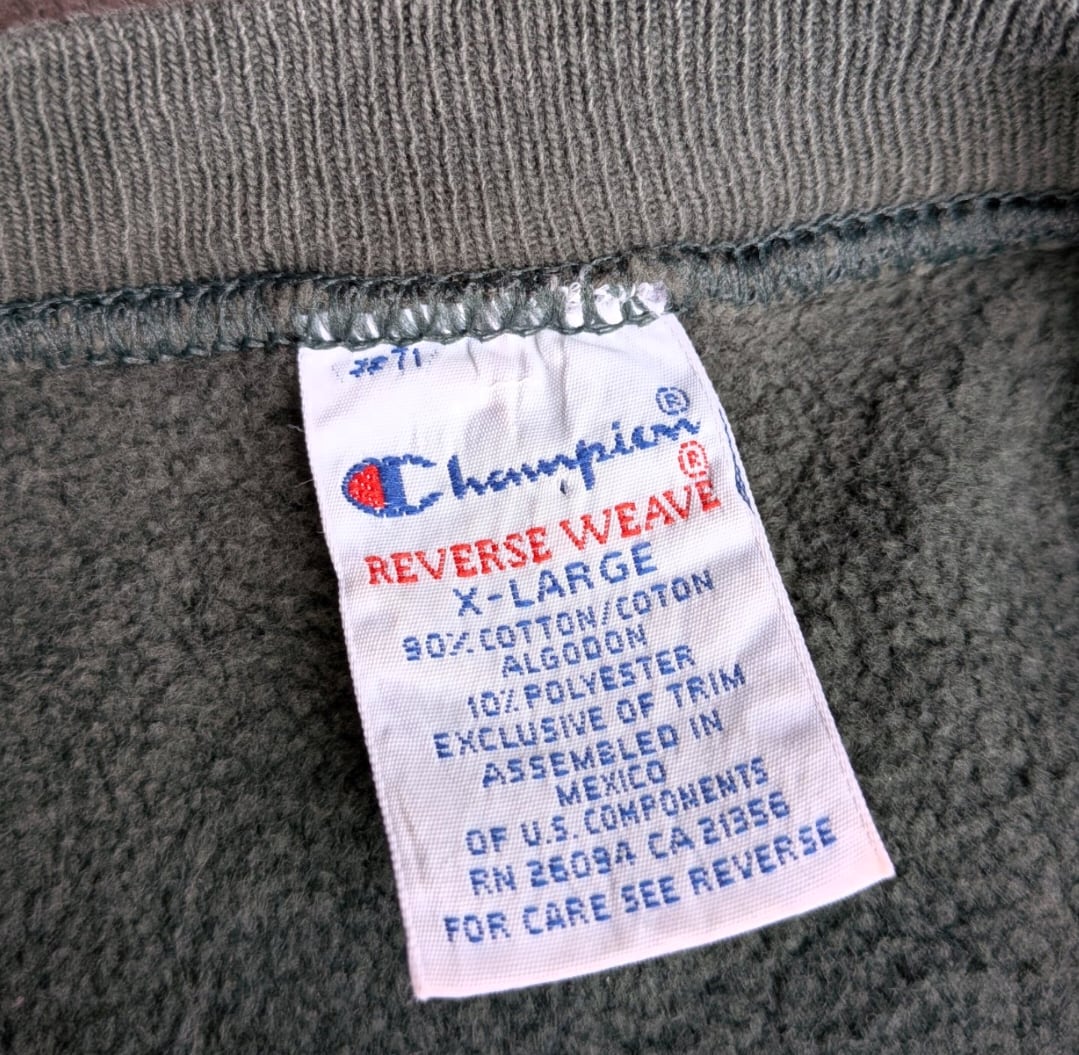 71
Champion®
REVERSE WEAVE®
X-LARGE
90% COTTON/COTON
ALGODON
10% POLYESTER
EXCLUSIVE OF TRIM
ASSEMBLED IN
MEXICO
OF U.S. COMPONENTS
RN 26094 CA 21356
FOR CARE SEE REVERSE